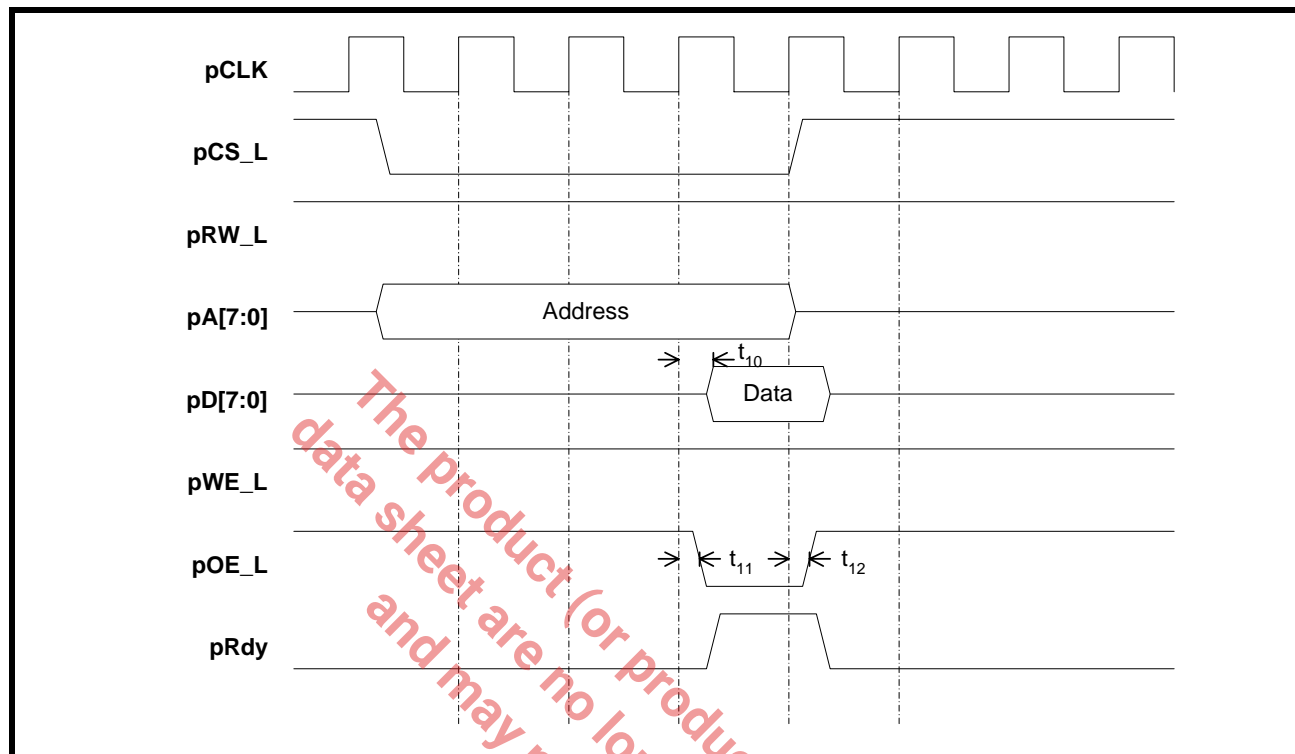 pCLK
pCS_L
pRW_L
pA[7:0]
Address
t10
pD[7:0]
Data
pWE_L
pOE_L
t11
t12
pRdy
The product (or produc
data sheet are no lon
and may